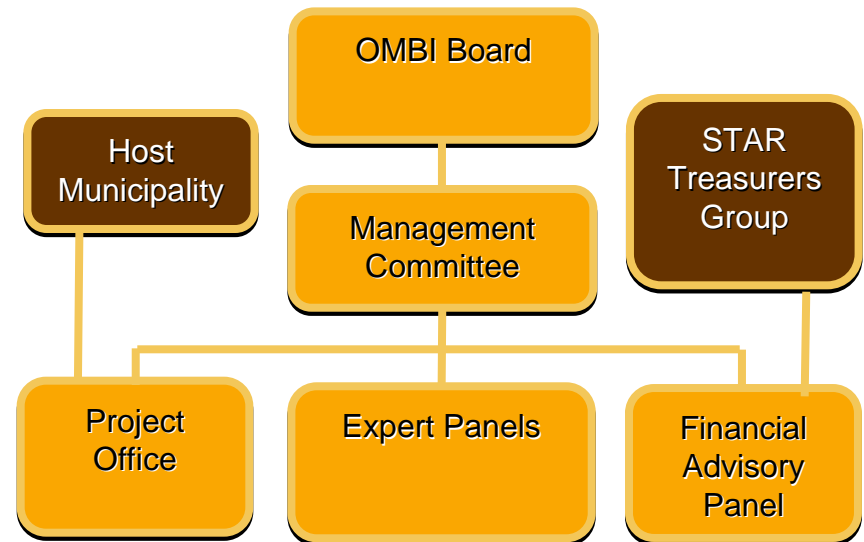 OMBI Board
Host
Municipality
STAR
Treasurers
Group
Management
Committee
Project
Office
Expert Panels
Financial
Advisory
Panel